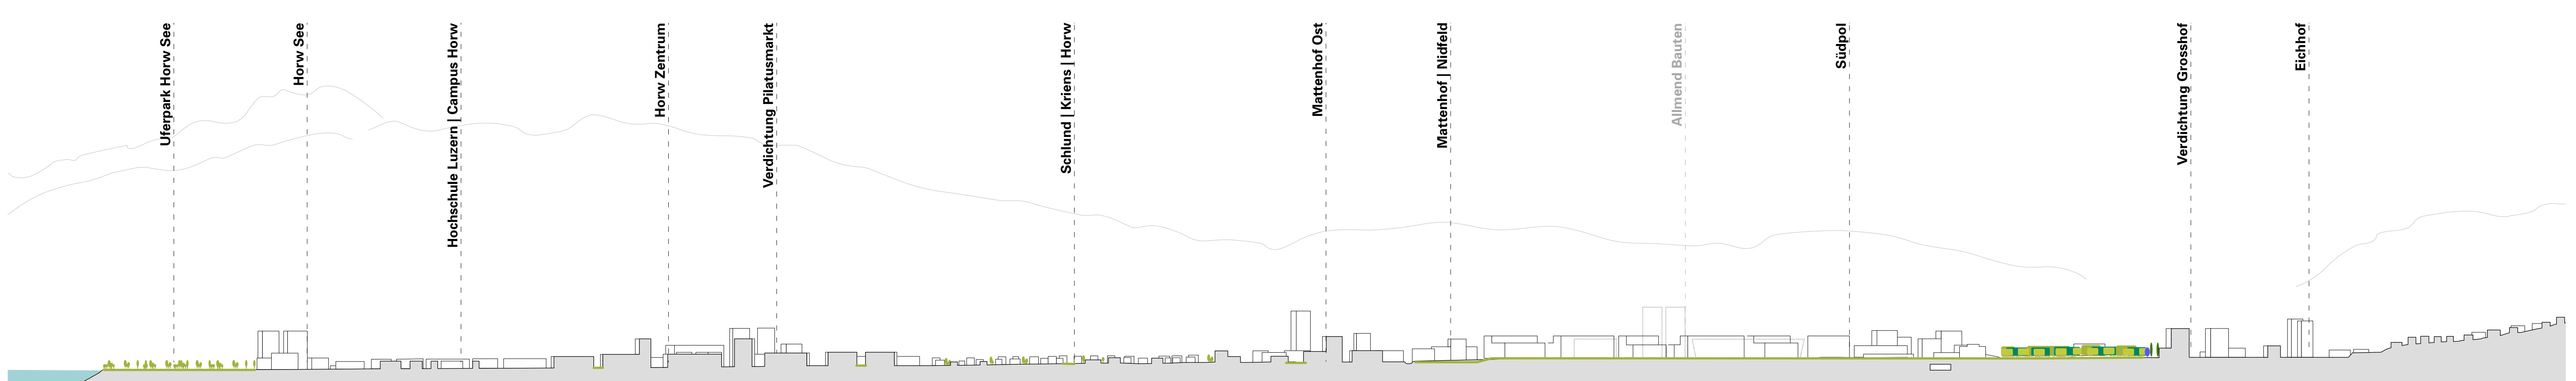 Uferpark Horw See
Horw See
Hochschule Luzern | Campus Horw
Horw Zentrum
Verdichtung Pilatusmarkt
Schlund | Kriens | Horw
Mattenhof Ost
Mattenhof | Nidfeld
Allmend Bauten
Südpol
Verdichtung Grosshof
Eichhof